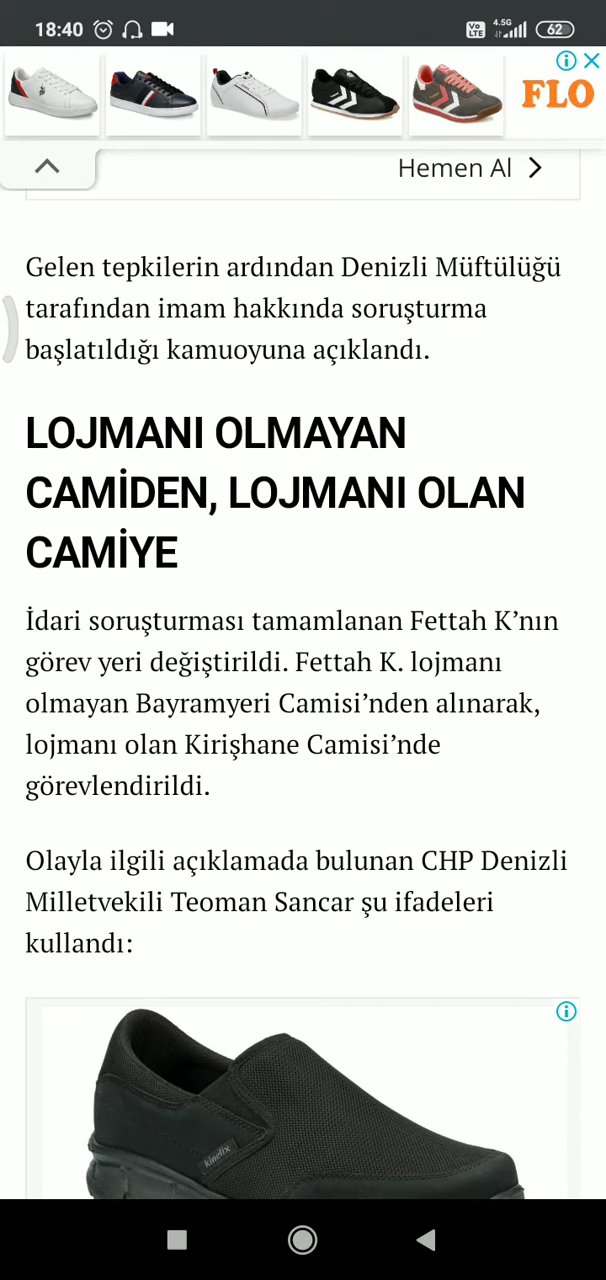 18:40
Vo LTE
4.5G
62
FLO
Hemen Al
Gelen tepkilerin ardından Denizli Müftülüğü
tarafından imam hakkında soruşturma
başlatıldığı kamuoyuna açıklandı.
LOJMANI OLMAYAN
CAMİDEN, LOJMANI OLAN
CAMİYE
İdari soruşturması tamamlanan Fettah K’nın
görev yeri değiştirildi. Fettah K. lojmanı
olmayan Bayramyeri Camisi’nden alınarak,
lojmanı olan Kirişhane Camisi’nde
görevlendirildi.
Olayla ilgili açıklamada bulunan CHP Denizli
Milletvekili Teoman Sancar şu ifadeleri
kullandı:
kinetix